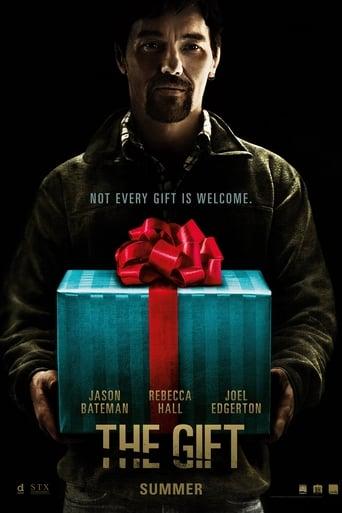 NOT EVERY GIFT IS WELCOME.
JASON REBECCA JOEL
BATEMAN HALL EDGERTON
THE GIFT
SUMMER
STX